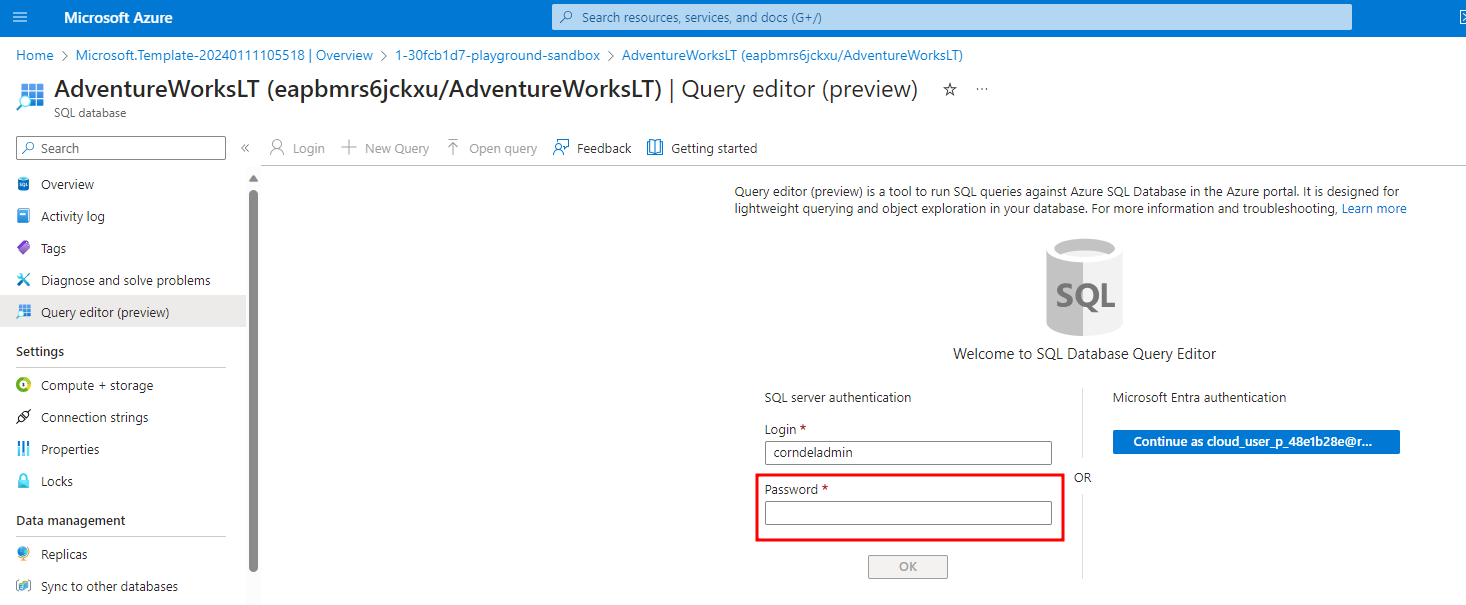 Microsoft Azure
Search resources, services, and docs (G+/)
Home > Microsoft.Template-20240111105518 | Overview > 1-30fcb1d7-playground-sandbox > AdventureWorksLT (eapbmrs6jckxu/AdventureWorksLT)
AdventureWorksLT (eapbmrs6jckxu/AdventureWorksLT) | Query editor (preview)
SQL database
Search
Login
New Query
Open query
Feedback
Getting started
Overview
Activity log
Tags
Diagnose and solve problems
Query editor (preview)
Settings
Compute + storage
Connection strings
Properties
Locks
Data management
Replicas
Sync to other databases
Query editor (preview) is a tool to run SQL queries against Azure SQL Database in the Azure portal. It is designed for
lightweight querying and object exploration in your database. For more information and troubleshooting, Learn more
SQL
Welcome to SQL Database Query Editor
SQL server authentication
Login *
corndeladmin
Password *
OK
OR
Microsoft Entra authentication
Continue as cloud_user_p_48e1b28e@r...